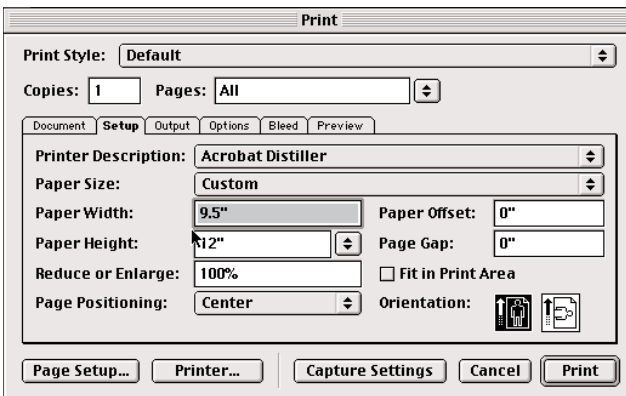 Print
Print Style: Default
Copies: 1 Pages: All
Document Setup Output Options Bleed Preview
Printer Description: Acrobat Distiller
Paper Size: Custom
Paper Width: 9.5" Paper Offset: 0"
Paper Height: 12" Page Gap: 0"
Reduce or Enlarge: 100% Fit in Print Area
Page Positioning: Center Orientation:
Page Setup... Printer... Capture Settings Cancel Print